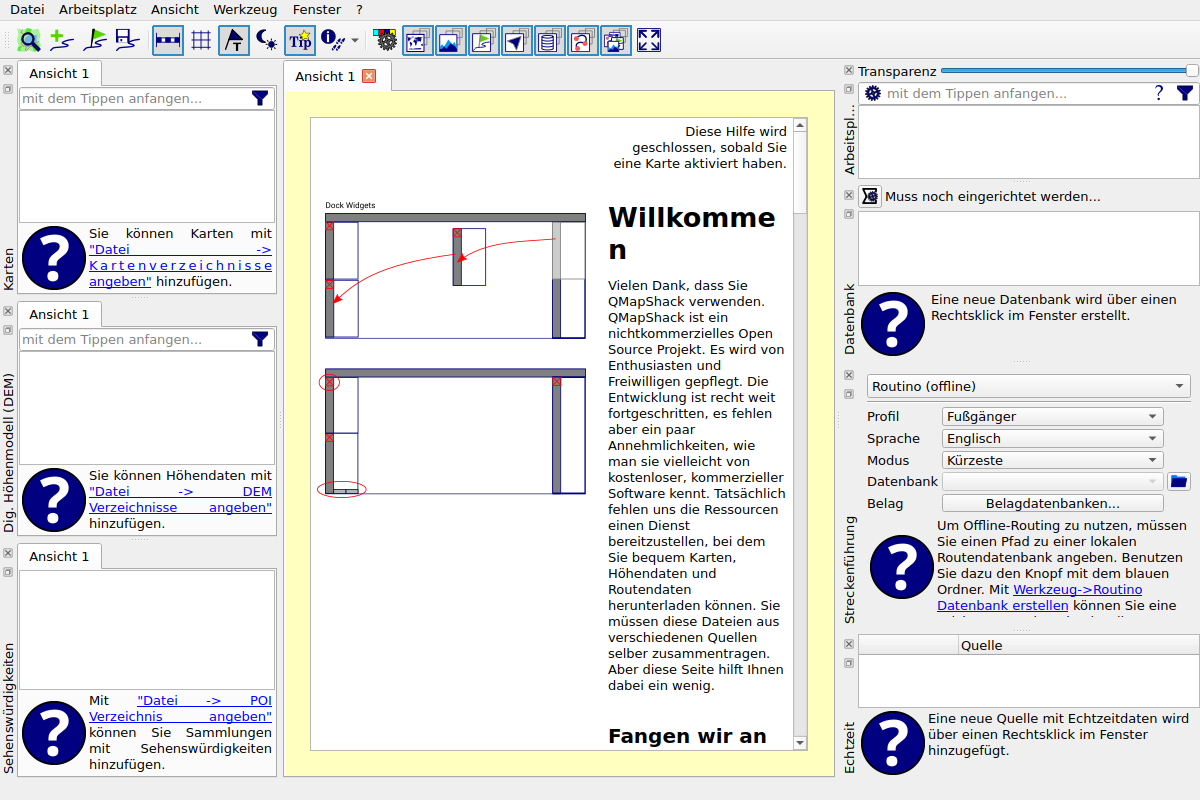 Datei Arbeitsplatz Ansicht Werkzeug Fenster ?
Tip
Ansicht 1
mit dem Tippen anfangen...
Karten
Sie können Karten mit
"Datei ->
Kartenverzeichnisse
angeben" hinzufügen.
Ansicht 1
mit dem Tippen anfangen...
Dig. Höhenmodell (DEM)
Sie können Höhendaten mit
"Datei -> DEM
Verzeichnisse angeben"
hinzufügen.
Ansicht 1
Sehenswürdigkeiten
Mit "Datei -> POI
Verzeichnis angeben"
können Sie Sammlungen
mit Sehenswürdigkeiten
hinzufügen.
Ansicht 1
Dock Widgets
Diese Hilfe wird
geschlossen, sobald Sie
eine Karte aktiviert haben.
Willkomme
n
Vielen Dank, dass Sie
QMapShack verwenden.
QMapShack ist ein
nichtkommerzielles Open
Source Projekt. Es wird von
Enthusiasten und
Freiwilligen gepflegt. Die
Entwicklung ist recht weit
fortgeschritten, es fehlen
aber ein paar
Annehmlichkeiten, wie
man sie vielleicht von
kostenloser, kommerzieller
Software kennt. Tatsächlich
fehlen uns die Ressourcen
einen Dienst
bereitzustellen, bei dem
Sie bequem Karten,
Höhendaten und
Routendaten
herunterladen können. Sie
müssen diese Dateien aus
verschiedenen Quellen
selber zusammentragen.
Aber diese Seite hilft Ihnen
dabei ein wenig.
Fangen wir an
Transparenz
mit dem Tippen anfangen... ?
Arbeitspl...
Muss noch eingerichtet werden...
Datenbank
Eine neue Datenbank wird über einen
Rechtsklick im Fenster erstellt.
Routino (offline)
Profil Fußgänger
Sprache Englisch
Modus Kürzeste
Datenbank
Belag Belagdatenbanken...
Streckenführung
Um Offline-Routing zu nutzen, müssen
Sie einen Pfad zu einer lokalen
Routendatenbank angeben. Benutzen
Sie dazu den Knopf mit dem blauen
Ordner. Mit Werkzeug->Routino
Datenbank erstellen können Sie eine
Quelle
Echtzeit
Eine neue Quelle mit Echtzeitdaten wird
über einen Rechtsklick im Fenster
hinzugefügt.